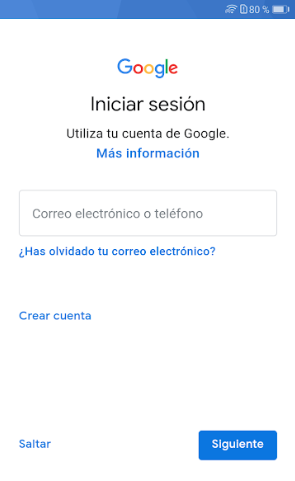 80 %
Google
Iniciar sesión
Utiliza tu cuenta de Google.
Más información
Correo electrónico o teléfono
¿Has olvidado tu correo electrónico?
Crear cuenta
Saltar
Siguiente